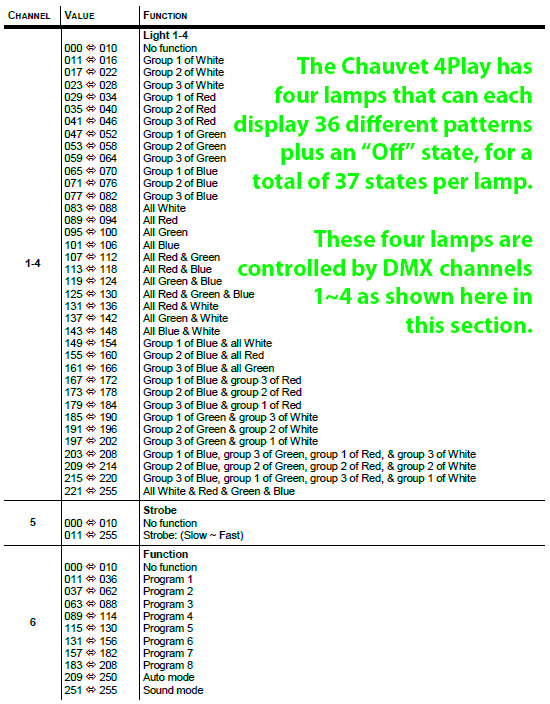 CHANNEL VALUE FUNCTION
Light 1-4
000 ⇔ 010 No function
011 ⇔ 016 Group 1 of White
017 ⇔ 022 Group 2 of White
023 ⇔ 028 Group 3 of White
029 ⇔ 034 Group 1 of Red
035 ⇔ 040 Group 2 of Red
041 ⇔ 046 Group 3 of Red
047 ⇔ 052 Group 1 of Green
053 ⇔ 058 Group 2 of Green
059 ⇔ 064 Group 3 of Green
065 ⇔ 070 Group 1 of Blue
071 ⇔ 076 Group 2 of Blue
077 ⇔ 082 Group 3 of Blue
083 ⇔ 088 All White
089 ⇔ 094 All Red
095 ⇔ 100 All Green
101 ⇔ 106 All Blue
1-4 107 ⇔ 112 All Red & Green
113 ⇔ 118 All Red & Blue
119 ⇔ 124 All Green & Blue
125 ⇔ 130 All Red & Green & Blue
131 ⇔ 136 All Red & White
137 ⇔ 142 All Green & White
143 ⇔ 148 All Blue & White
149 ⇔ 154 Group 1 of Blue & all White
155 ⇔ 160 Group 2 of Blue & all Red
161 ⇔ 166 Group 3 of Blue & all Green
167 ⇔ 172 Group 1 of Blue & group 3 of Red
173 ⇔ 178 Group 2 of Blue & group 2 of Red
179 ⇔ 184 Group 3 of Blue & group 1 of Red
185 ⇔ 190 Group 1 of Green & group 3 of White
191 ⇔ 196 Group 2 of Green & group 2 of White
197 ⇔ 202 Group 3 of Green & group 1 of White
203 ⇔ 208 Group 1 of Blue, group 3 of Green, group 1 of Red, & group 3 of White
209 ⇔ 214 Group 2 of Blue, group 2 of Green, group 2 of Red, & group 2 of White
215 ⇔ 220 Group 3 of Blue, group 1 of Green, group 3 of Red, & group 1 of White
221 ⇔ 255 All White & Red & Green & Blue
The Chauvet 4Play has
four lamps that can each
display 36 different patterns
plus an “Off” state, for a
total of 37 states per lamp.
These four lamps are
controlled by DMX channels
1~4 as shown here in
this section.
Strobe
5 000 ⇔ 010 No function
011 ⇔ 255 Strobe: (Slow ~ Fast)
Function
000 ⇔ 010 No function
011 ⇔ 036 Program 1
037 ⇔ 062 Program 2
063 ⇔ 088 Program 3
089 ⇔ 114 Program 4
6 115 ⇔ 130 Program 5
131 ⇔ 156 Program 6
157 ⇔ 182 Program 7
183 ⇔ 208 Program 8
209 ⇔ 250 Auto mode
251 ⇔ 255 Sound mode